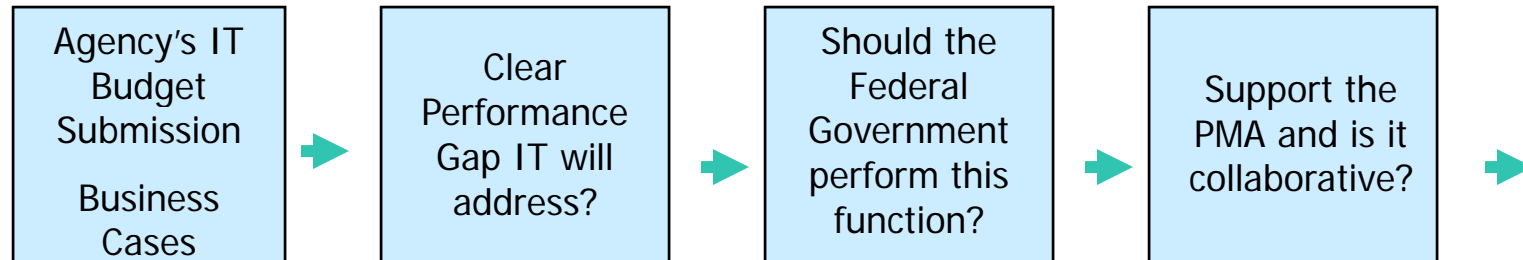 Agency's IT
Budget
Submission
Business
Cases
Clear
Performance
Gap IT will
address?
Should the
Federal
Government
perform this
function?
Support the
PMA and is it
collaborative?